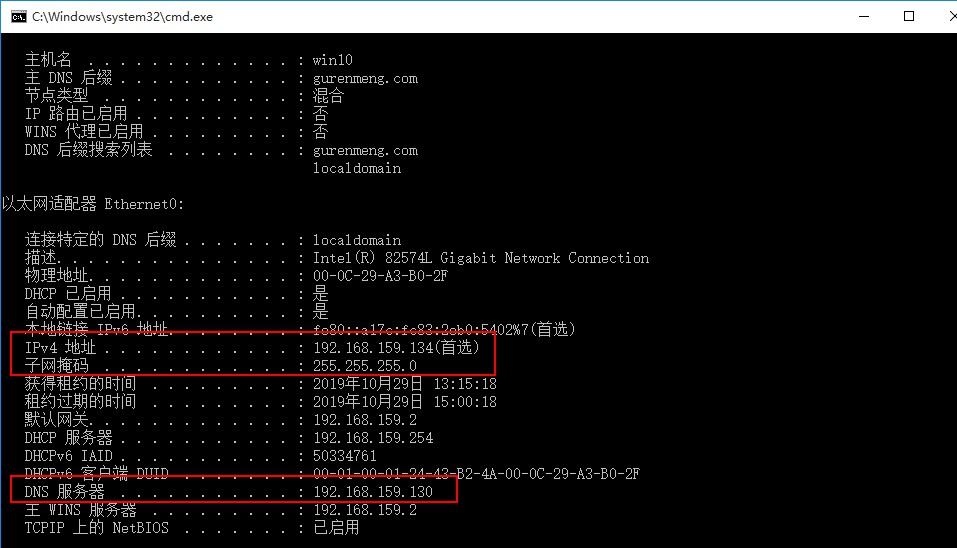 C:\Windows\system32\cmd.exe
主机名 . . . . . . . . . . . . . : win10
主 DNS 后缀 . . . . . . . . . . . : gurenmeng.com
节点类型 . . . . . . . . . . . . : 混合
IP 路由已启用 . . . . . . . . . . : 否
WINS 代理已启用 . . . . . . . . . : 否
DNS 后缀搜索列表 . . . . . . . . : gurenmeng.com
localdomain
以太网适配器 Ethernet0:
连接特定的 DNS 后缀 . . . . . . . : localdomain
描述. . . . . . . . . . . . . . . : Intel(R) 82574L Gigabit Network Connection
物理地址. . . . . . . . . . . . . : 00-0C-29-A3-B0-2F
DHCP 已启用 . . . . . . . . . . . : 是
自动配置已启用. . . . . . . . . . : 是
本地链接 IPv6 地址. . . . . . . . :
IPv4 地址 . . . . . . . . . . . . : 192.168.159.134(首选)
子网掩码 . . . . . . . . . . . . : 255.255.255.0
获得租约的时间 . . . . . . . . . : 2019年10月29日 13:15:18
租约过期的时间 . . . . . . . . . : 2019年10月29日 15:00:18
默认网关. . . . . . . . . . . . . : 192.168.159.2
DHCP 服务器 . . . . . . . . . . . : 192.168.159.254
DHCPv6 IAID . . . . . . . . . . . : 50334761
DHCPv6 客户端 DUID . . . . . . . : 00-01-00-01-24-43-B2-4A-00-0C-29-A3-B0-2F
DNS 服务器 . . . . . . . . . . . : 192.168.159.130
主 WINS 服务器 . . . . . . . . . : 192.168.159.2
TCPIP 上的 NetBIOS . . . . . . . : 已启用